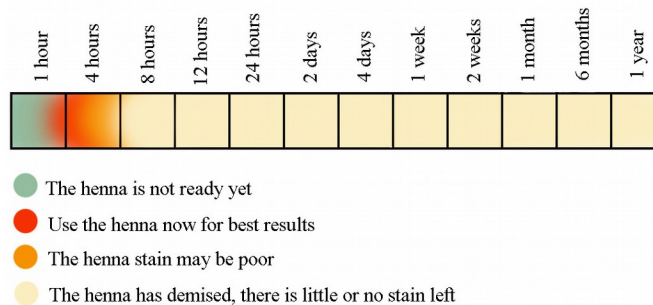 1 hour
4 hours
8 hours
12 hours
24 hours
2 days
4 days
1 week
2 weeks
1 month
6 months
1 year
The henna is not ready yet
Use the henna now for best results
The henna stain may be poor
The henna has demised, there is little or no stain left